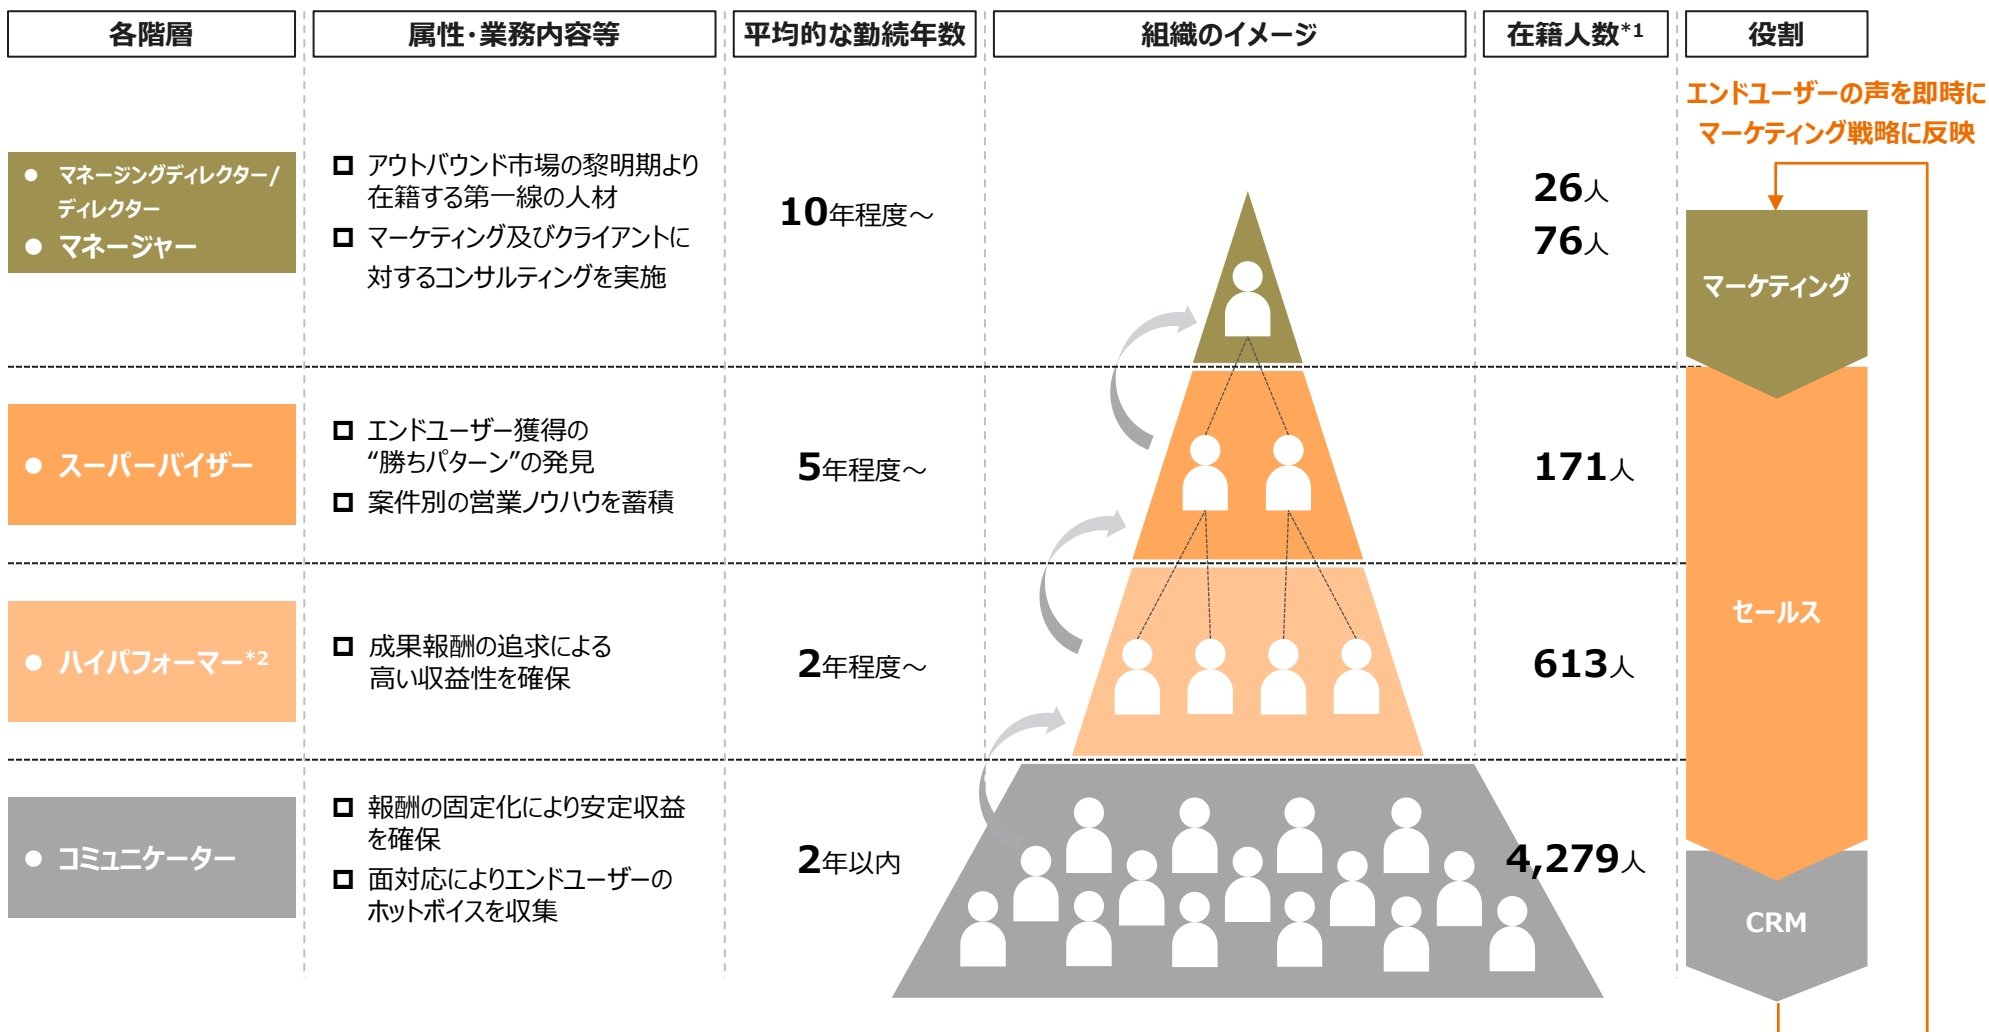 各階層
属性・業務内容等
平均的な勤続年数
組織のイメージ
在籍人数*1
役割
エンドユーザーの声を即時に
マーケティング戦略に反映
● マネージングディレクター/
ディレクター
● マネージャー
アウトバウンド市場の黎明期より
在籍する第一線の人材
マーケティング及びクライアントに
対するコンサルティングを実施
10年程度～
26人
76人
マーケティング
● スーパーバイザー
エンドユーザー獲得の
“勝ちパターン”の発見
案件別の営業ノウハウを蓄積
5年程度～
171人
セールス
● ハイパフォーマー*2
成果報酬の追求による
高い収益性を確保
2年程度～
613人
● コミュニケーター
報酬の固定化により安定収益
を確保
面対応によりエンドユーザーの
ホットボイスを収集
2年以内
4,279人
CRM